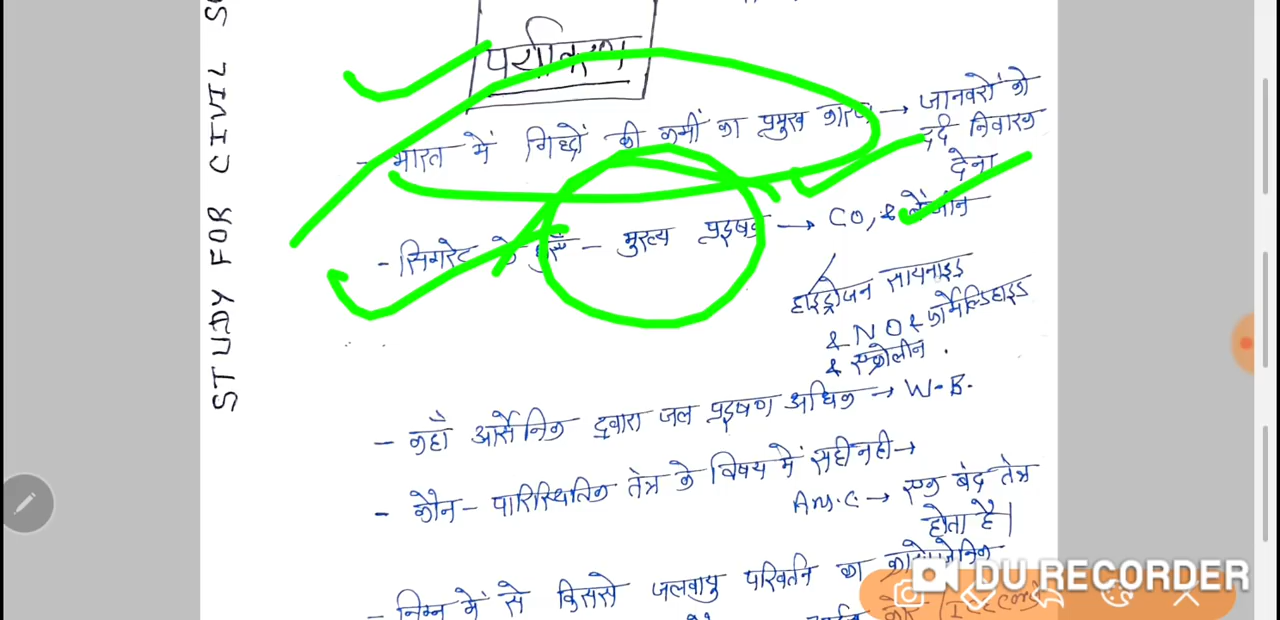 STUDY FOR CIVIL S
पर्यावरण
- भारत में गिद्धों की कमी का प्रमुख कारण → जानवरों को
दर्द निवारक
देना
- सिगरेट के धुएँ - मुख्य प्रदूषक → CO, & बेंजीन
हाइड्रोजन सायनाइड
& NO & फॉर्मेल्डिहाइड
& एक्रोलीन .
- कहाँ आर्सेनिक द्वारा जल प्रदूषण अधिक → W-B.
- कौन - पारिस्थितिक तंत्र के विषय में सही नहीं →
Ans. C. → एक बंद तंत्र
होता है|
- निम्न में से किससे जलवायु परिवर्तन का
DU RECORDER